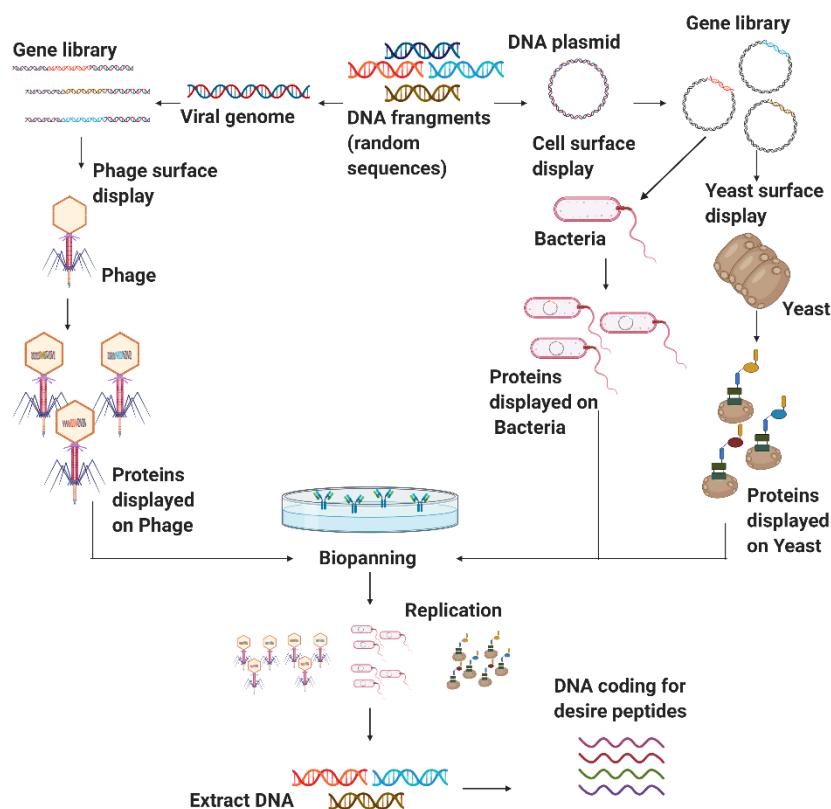 Gene library
Viral genome
DNA frangments
(random
sequences)
DNA plasmid
Gene library
Cell surface
display
Phage surface
display
Phage
Bacteria
Yeast surface
display
Yeast
Proteins
displayed on
Bacteria
Proteins
displayed
on Phage
Proteins
displayed
on Yeast
Biopanning
Replication
DNA coding for
desire peptides
Extract DNA